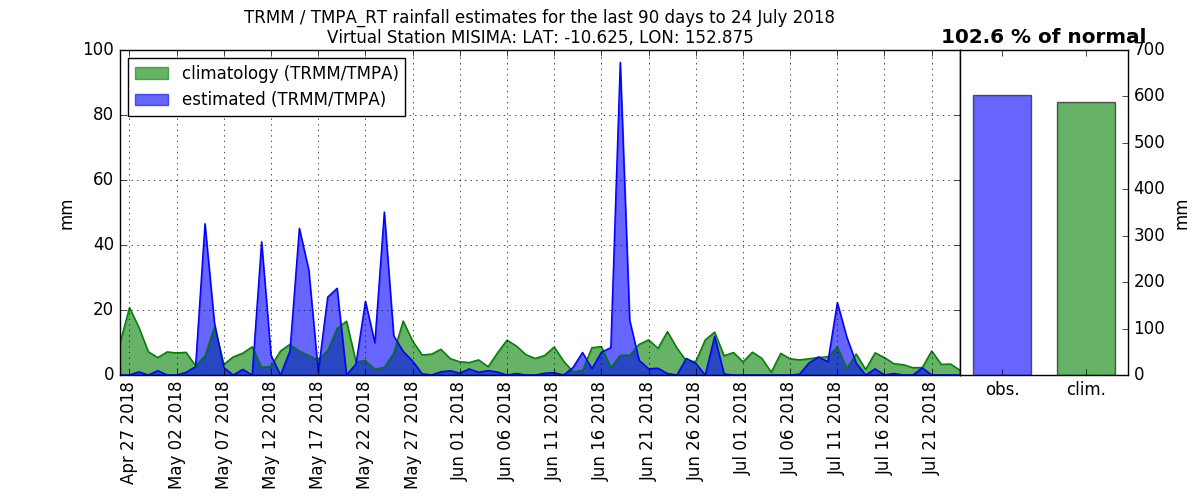 TRMM / TMPA_RT rainfall estimates for the last 90 days to 24 July 2018
Virtual Station MISIMA: LAT: -10.625, LON: 152.875
102.6 % of normal
climatology (TRMM/TMPA)
estimated (TRMM/TMPA)
100
80
60
40
20
0
mm
Apr 27 2018
May 02 2018
May 07 2018
May 12 2018
May 17 2018
May 22 2018
May 27 2018
Jun 01 2018
Jun 06 2018
Jun 11 2018
Jun 16 2018
Jun 21 2018
Jun 26 2018
Jul 01 2018
Jul 06 2018
Jul 11 2018
Jul 16 2018
Jul 21 2018
700
600
500
400
300
200
100
0
mm
obs.
clim.